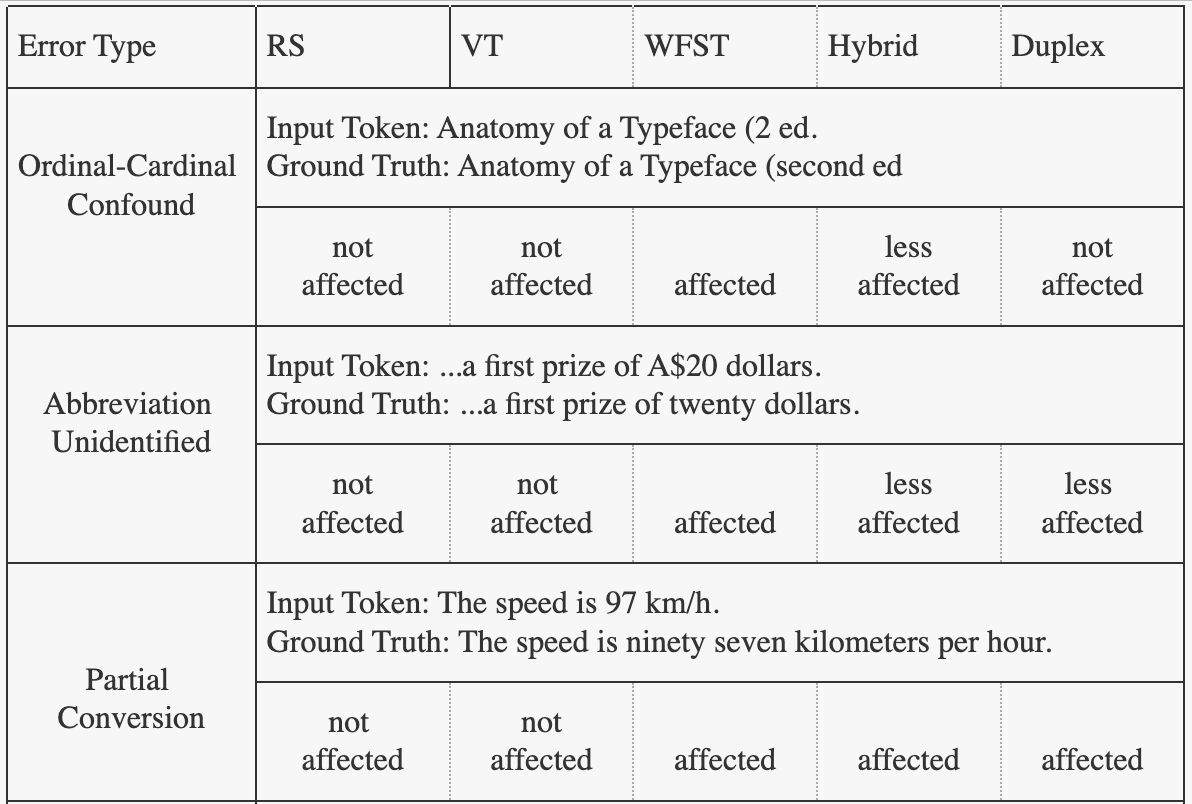 Error Type RS VT WFST Hybrid Duplex
Input Token: Anatomy of a Typeface (2 ed.
Ordinal-Cardinal Ground Truth: Anatomy of a Typeface (second ed
Confound
not not less not
affected affected affected affected affected
Input Token: ...a first prize of A$20 dollars.
Abbreviation Ground Truth: ...a first prize of twenty dollars.
Unidentified
not not less less
affected affected affected affected affected
Input Token: The speed is 97 km/h.
Ground Truth: The speed is ninety seven kilometers per hour.
Partial
Conversion not not
affected affected affected affected affected